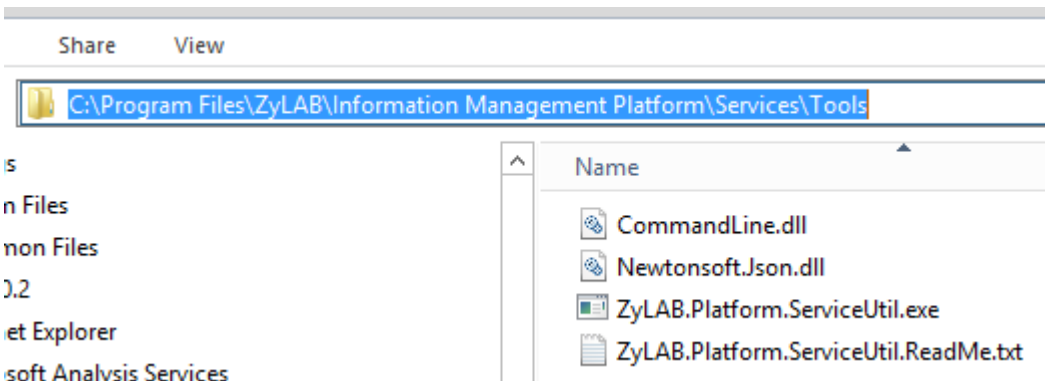 Share View
C:\Program Files\ZyLAB\Information Management Platform\Services\Tools
Name
Files
Files
et Explorer
soft Analysis Services
CommandLine.dll
Newtonsoft.Json.dll
ZyLAB.Platform.ServiceUtil.exe
ZyLAB.Platform.ServiceUtil.ReadMe.txt